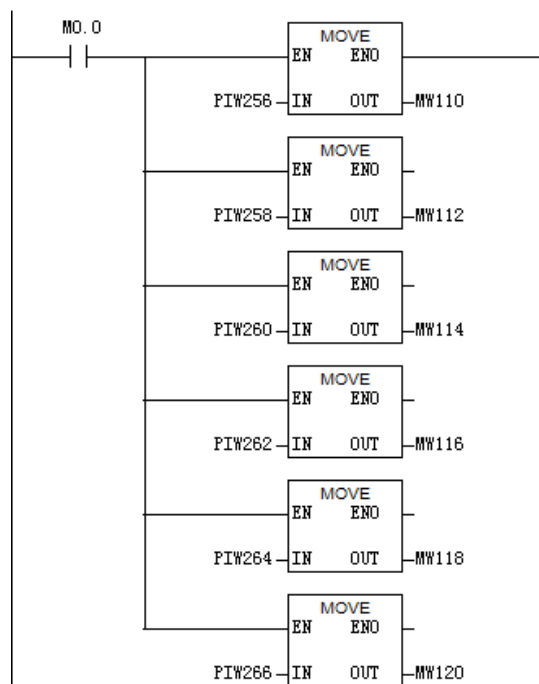 M0.0
MOVE
EN ENO
PIW256 IN OUT MW110
MOVE
EN ENO
PIW258 IN OUT MW112
MOVE
EN ENO
PIW260 IN OUT MW114
MOVE
EN ENO
PIW262 IN OUT MW116
MOVE
EN ENO
PIW264 IN OUT MW118
MOVE
EN ENO
PIW266 IN OUT MW120